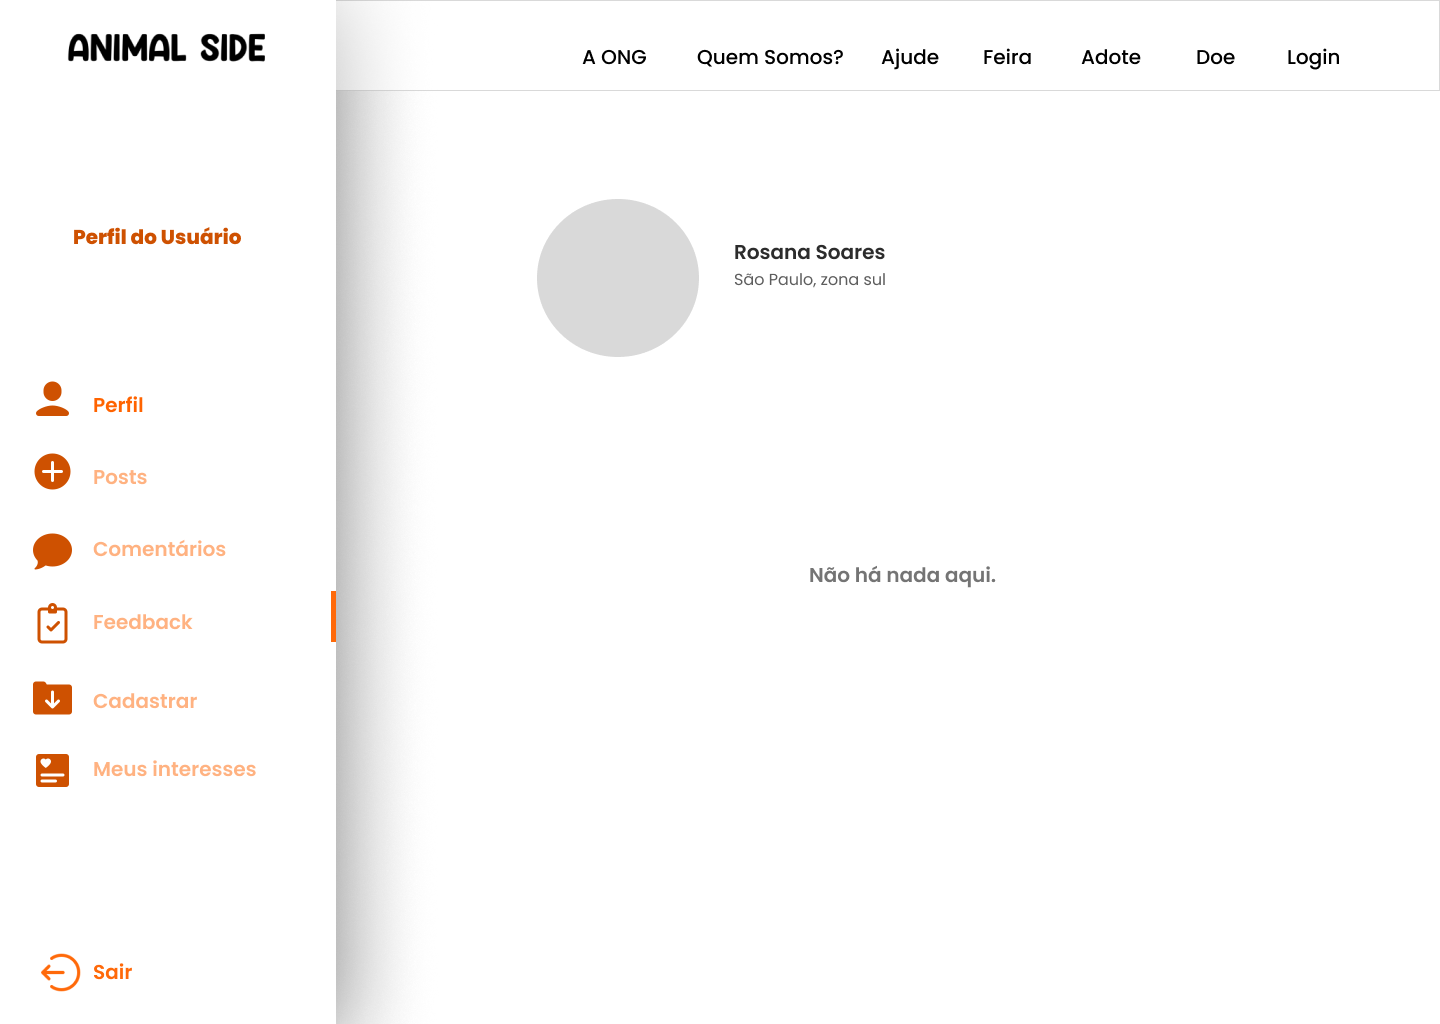 ANIMAL SIDE
A ONG Quem Somos? Ajude Feira Adote Doe Login
Perfil do Usuário
Rosana Soares
São Paulo, zona sul
Perfil
Posts
Comentários
Feedback
Cadastrar
Meus interesses
Não há nada aqui.
Sair